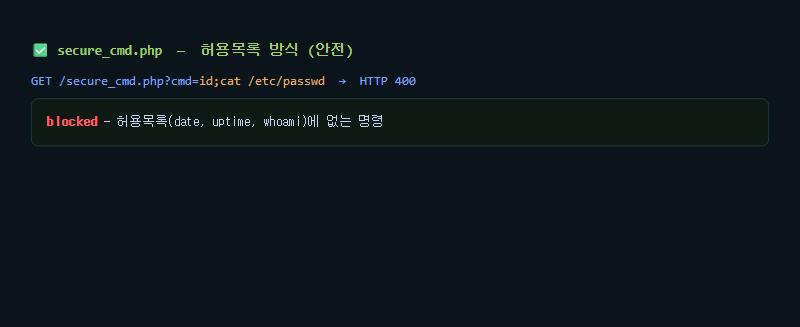 ✅ secure_cmd.php — 허용목록 방식 (안전)
GET /secure_cmd.php?cmd=id;cat /etc/passwd → HTTP 400
blocked — 허용목록(date, uptime, whoami)에 없는 명령